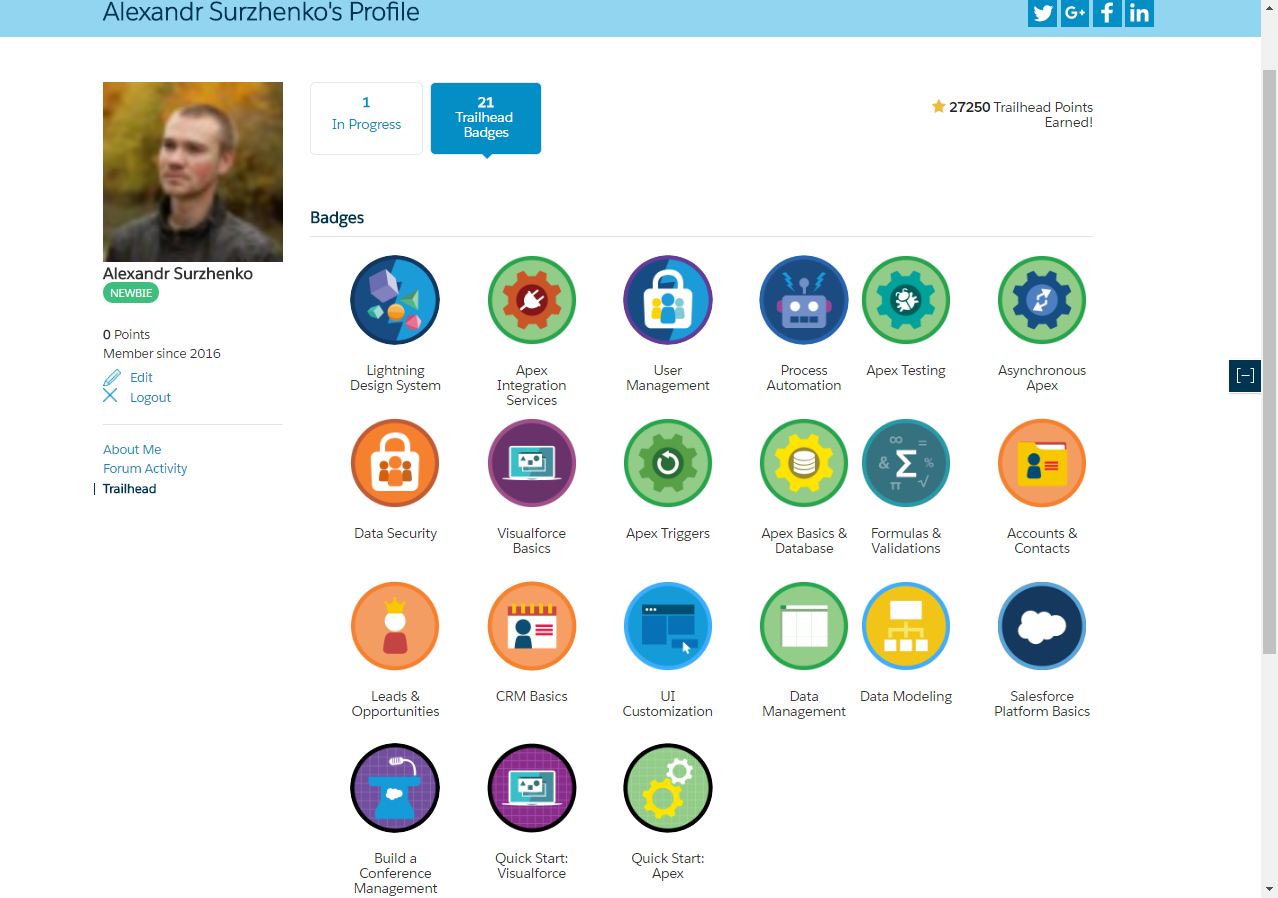 Alexandr Surzhenko's Profile
G+
f
in
1
In Progress
21
Trailhead
Badges
27250 Trailhead Points
Earned!
Badges
Alexandr Surzhenko
NEWBIE
0 Points
Member since 2016
Edit
Logout
About Me
Forum Activity
Trailhead
Lightning
Design System
Apex
Integration
Services
User
Management
Process
Automation
Apex Testing
Asynchronous
Apex
Data Security
Visualforce
Basics
Apex Triggers
Apex Basics &
Database
∞ =
& Σ %
π √
Formulas &
Validations
Accounts &
Contacts
Leads &
Opportunities
CRM Basics
UI
Customization
Data
Management
Data Modeling
Salesforce
Platform Basics
Build a
Conference
Management
Quick Start:
Visualforce
Quick Start:
Apex